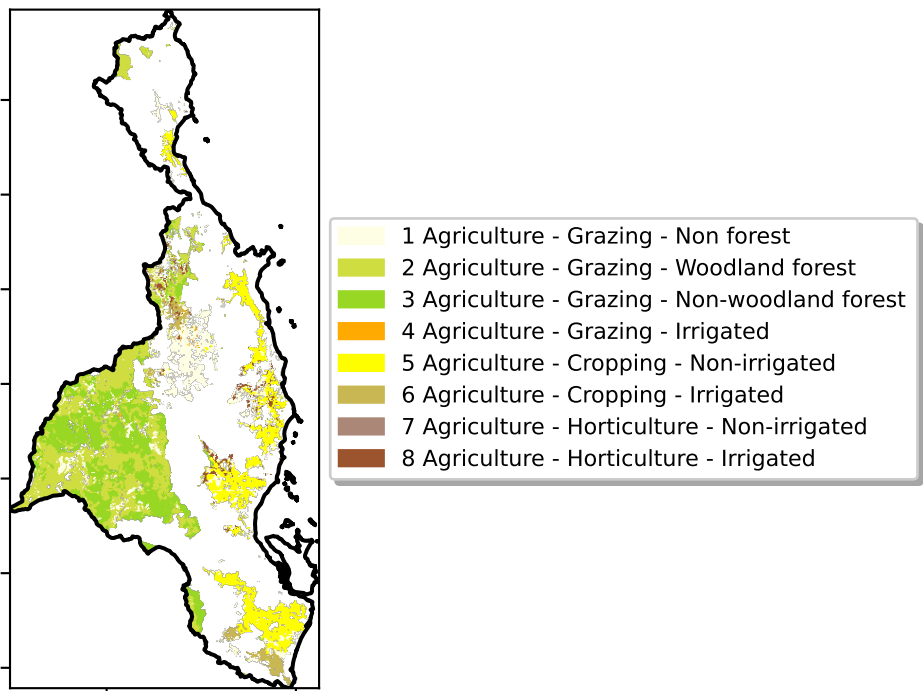 1 Agriculture - Grazing - Non forest
2 Agriculture - Grazing - Woodland forest
3 Agriculture - Grazing - Non-woodland forest
4 Agriculture - Grazing - Irrigated
5 Agriculture - Cropping - Non-irrigated
6 Agriculture - Cropping - Irrigated
7 Agriculture - Horticulture - Non-irrigated
8 Agriculture - Horticulture - Irrigated